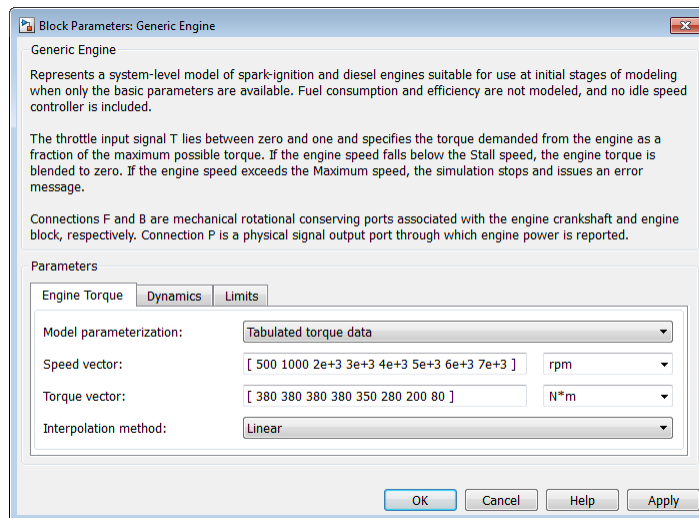 Block Parameters: Generic Engine
Generic Engine
Represents a system-level model of spark-ignition and diesel engines suitable for use at initial stages of modeling
when only the basic parameters are available. Fuel consumption and efficiency are not modeled, and no idle speed
controller is included.
The throttle input signal T lies between zero and one and specifies the torque demanded from the engine as a
fraction of the maximum possible torque. If the engine speed falls below the Stall speed, the engine torque is
blended to zero. If the engine speed exceeds the Maximum speed, the simulation stops and issues an error
message.
Connections F and B are mechanical rotational conserving ports associated with the engine crankshaft and engine
block, respectively. Connection P is a physical signal output port through which engine power is reported.
Parameters
Engine Torque Dynamics Limits
Model parameterization: Tabulated torque data
Speed vector: [ 500 1000 2e+3 3e+3 4e+3 5e+3 6e+3 7e+3 ] rpm
Torque vector: [ 380 380 380 380 350 280 200 80 ] N*m
Interpolation method: Linear
OK Cancel Help Apply